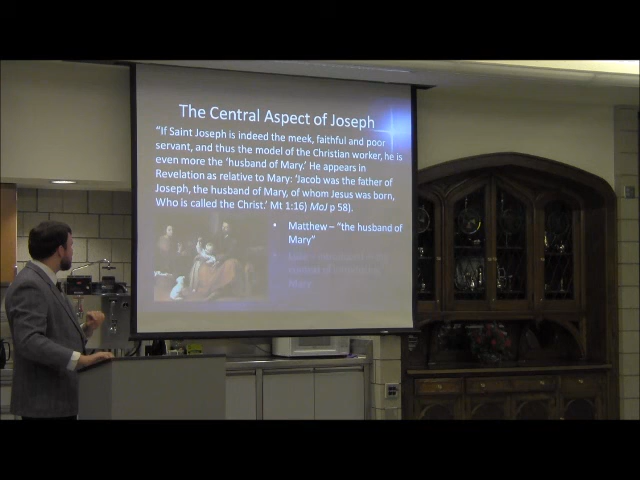 The Central Aspect of Joseph
“If Saint Joseph is indeed the meek, faithful and poor
servant, and thus the model of the Christian worker, he is
even more the ‘husband of Mary.’ He appears in
Revelation as relative to Mary: ‘Jacob was the father of
Joseph, the husband of Mary, of whom Jesus was born,
Who is called the Christ.’ Mt 1:16) MoJ p 58).
• Matthew – “the husband of
Mary”
Mary